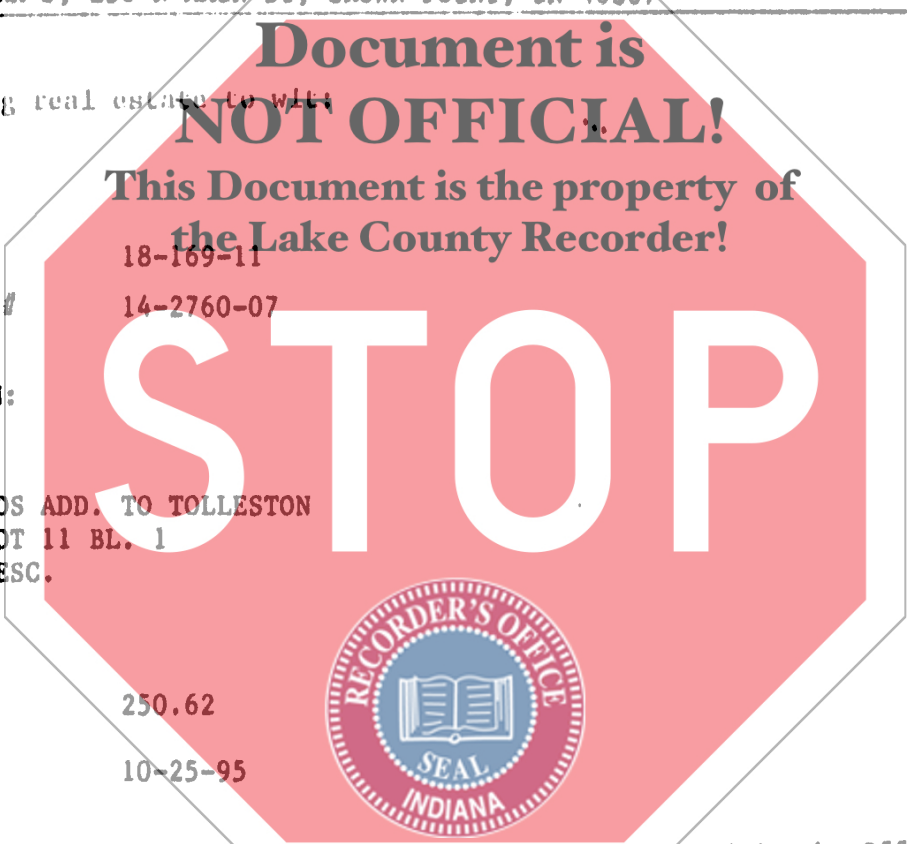 Document is
g real estate to wit:
NOT OFFICIAL!
This Document is the property of
the Lake County Recorder!
18-169-11
# 14-2760-07
STOP
OS ADD. TO TOLLESTON
OT 11 BL. 1
ESC.
RECORDER'S OFFICE
250.62
SEAL
10-25-95
INDIANA